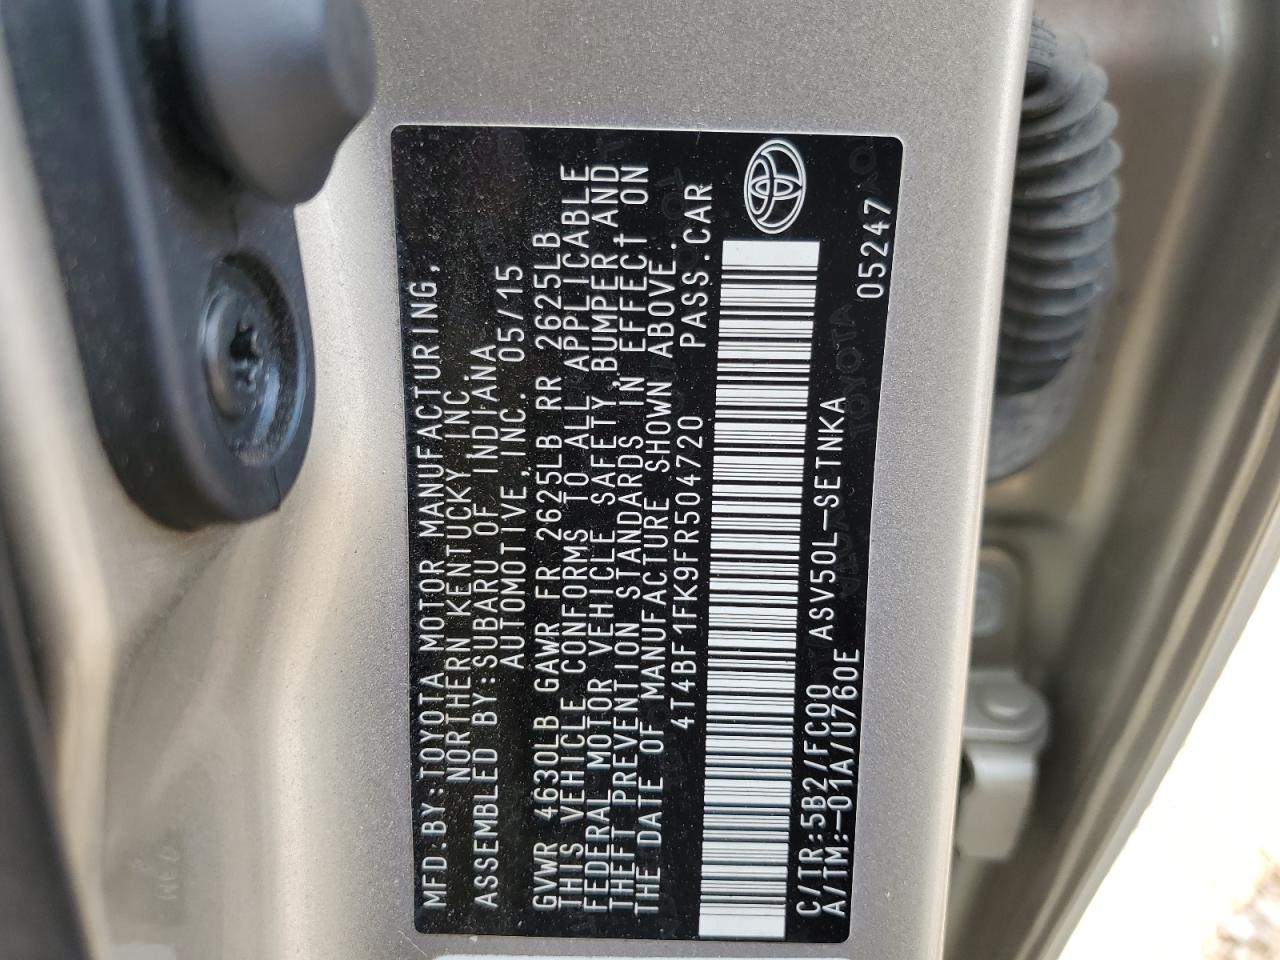 MFD.BY:TOYOTA MOTOR MANUFACTURING,
NORTHERN KENTUCKY INC.
ASSEMBLED BY:SUBARU OF INDIANA
AUTOMOTIVE,INC. 05/15
GVWR 4630LB GAWR FR 2625LB RR 2625LB
THIS VEHICLE CONFORMS TO ALL APPLICABLE
FEDERAL MOTOR VEHICLE SAFETY,BUMPER,AND
THEFT PREVENTION STANDARDS IN EFFECT ON
THE DATE OF MANUFACTURE SHOWN ABOVE.
4T4BF1FK9FR504720 PASS.CAR
C/TR:5B2/FC00 ASV50L-SETNKA
A/TM:-01A/U760E 05247